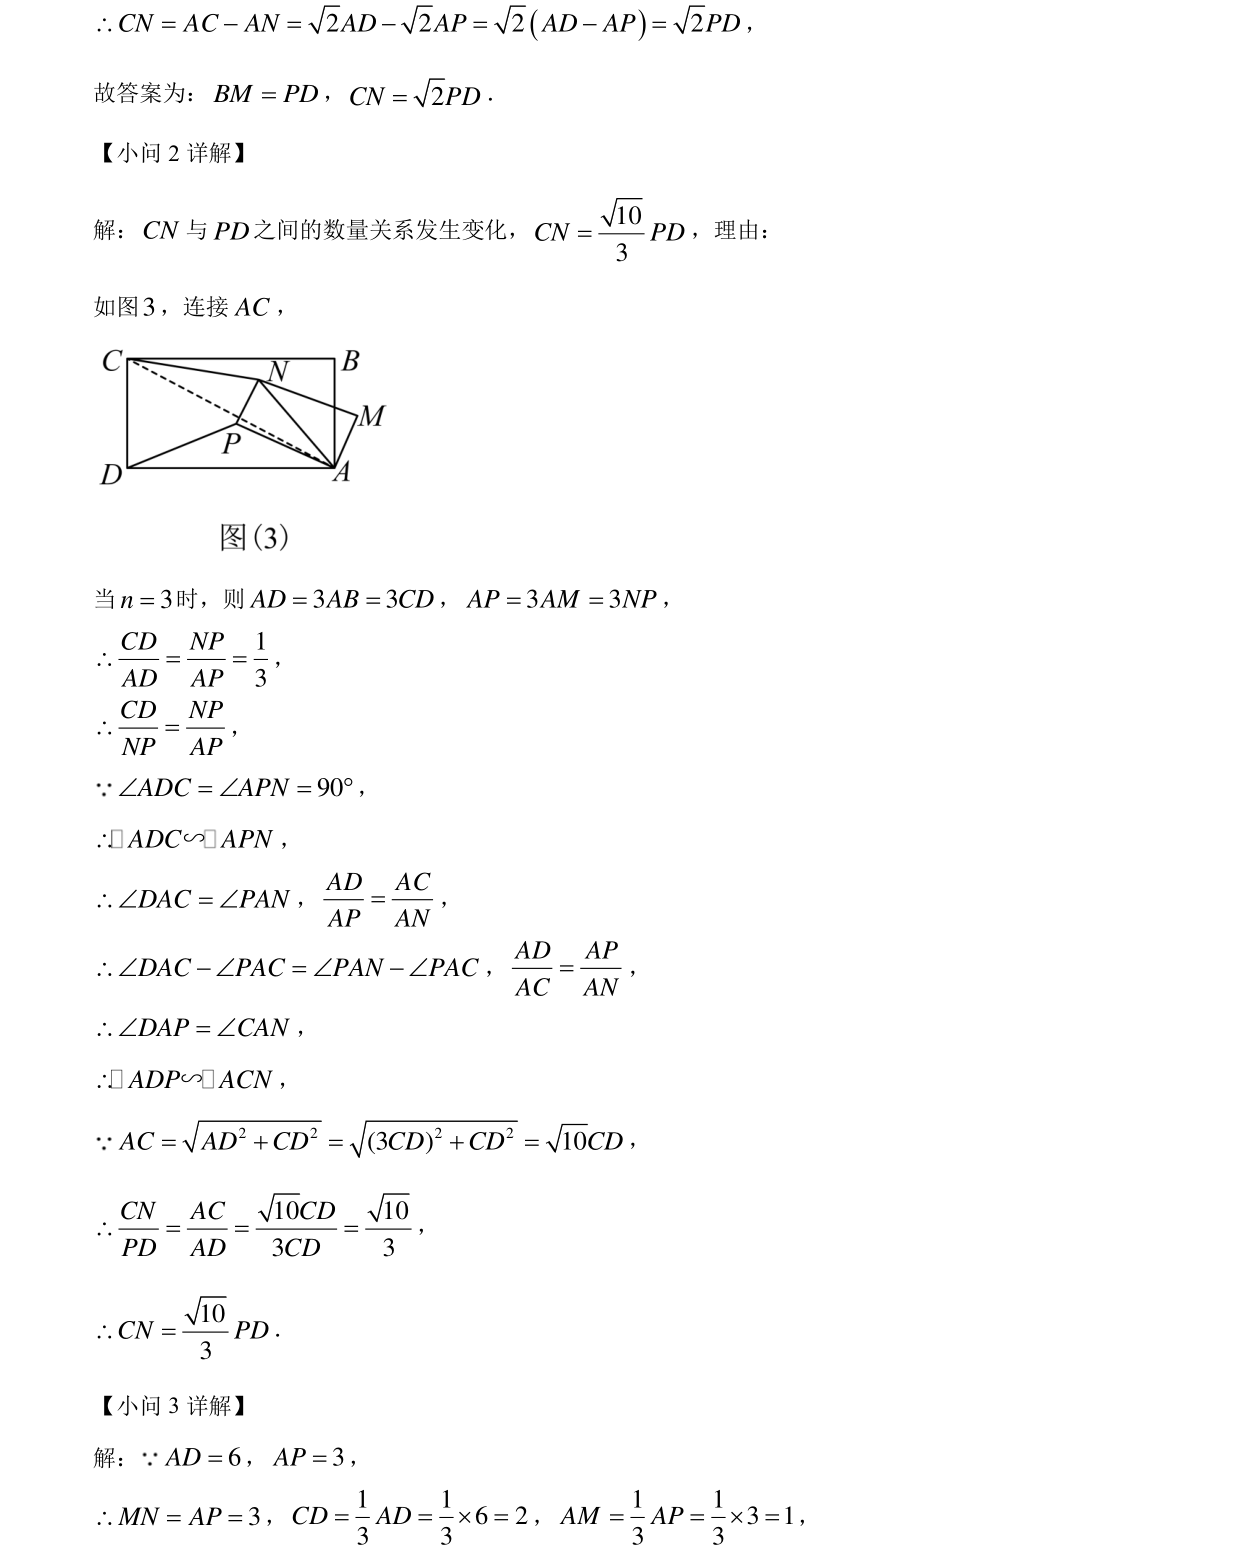 ∴CN = AC − AN = √2AD − √2AP = √2(AD − AP) = √2PD，
故答案为：BM = PD，CN = √2PD．
【小问 2 详解】
解：CN 与 PD 之间的数量关系发生变化，CN = √10/3 PD，理由：
如图3，连接 AC，
C B N M P D A
图(3)
当 n = 3 时，则 AD = 3AB = 3CD，AP = 3AM = 3NP，
∴CD/AD = NP/AP = 1/3，
∴CD/NP = NP/AP，
∵∠ADC = ∠APN = 90°，
∴□ADC∽□APN，
∴∠DAC = ∠PAN，AD/AP = AC/AN，
∴∠DAC − ∠PAC = ∠PAN − ∠PAC，AD/AC = AP/AN，
∴∠DAP = ∠CAN，
∴□ADP∽□ACN，
∵AC = √(AD² + CD²) = √((3CD)² + CD²) = √10CD，
∴CN/PD = AC/AD = √10CD/3CD = √10/3，
∴CN = √10/3 PD．
【小问 3 详解】
解：∵AD = 6，AP = 3，
∴MN = AP = 3，CD = 1/3 AD = 1/3 × 6 = 2，AM = 1/3 AP = 1/3 × 3 = 1，